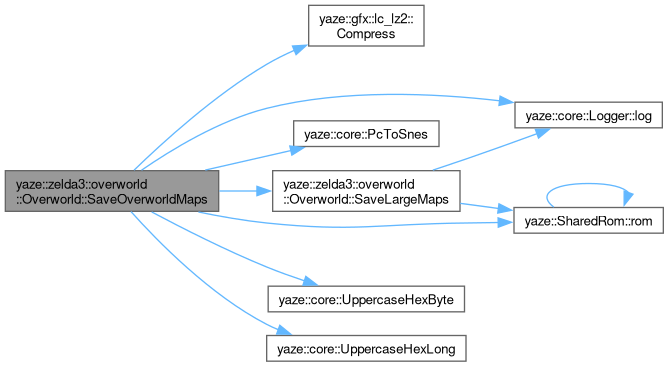 yaze::gfx::lc_lz2::
Compress
yaze::core::Logger::log
yaze::core::PcToSnes
yaze::zelda3::overworld
::Overworld::SaveOverworldMaps
yaze::zelda3::overworld
::Overworld::SaveLargeMaps
yaze::SharedRom::rom
yaze::core::UppercaseHexByte
yaze::core::UppercaseHexLong